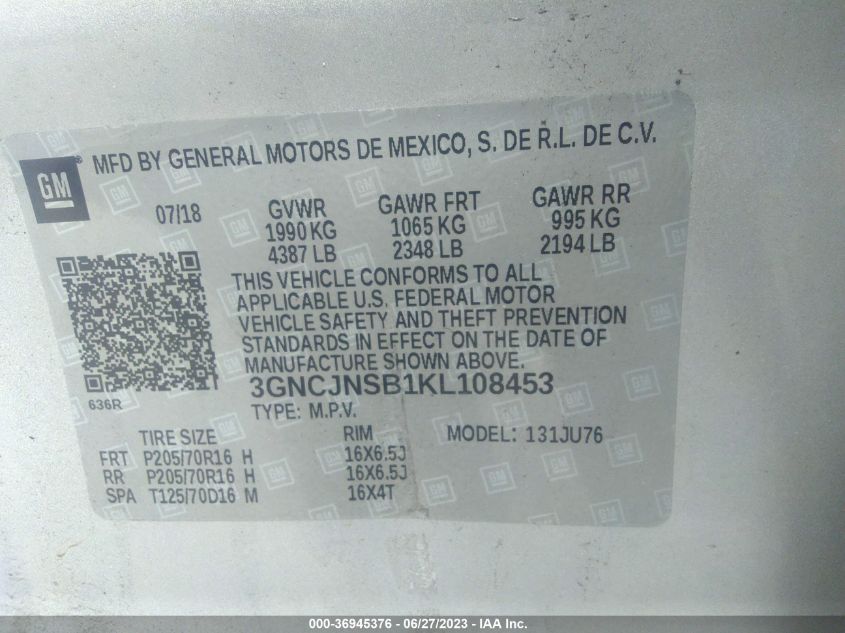 GM
MFD BY GENERAL MOTORS DE MEXICO, S. DE R.L. DE C.V.
07/18 GVWR GAWR FRT GAWR RR
1990 KG 1065 KG 995 KG
4387 LB 2348 LB 2194 LB
THIS VEHICLE CONFORMS TO ALL
APPLICABLE U.S. FEDERAL MOTOR
VEHICLE SAFETY AND THEFT PREVENTION
STANDARDS IN EFFECT ON THE DATE OF
MANUFACTURE SHOWN ABOVE.
636R
3GNCJNSB1KL108453
TYPE: M.P.V.
TIRE SIZE RIM MODEL: 131JU76
FRT P205/70R16 H 16X6.5J
RR P205/70R16 H 16X6.5J
SPA T125/70D16 M 16X4T
000-36945376 - 06/27/2023 - IAA Inc.